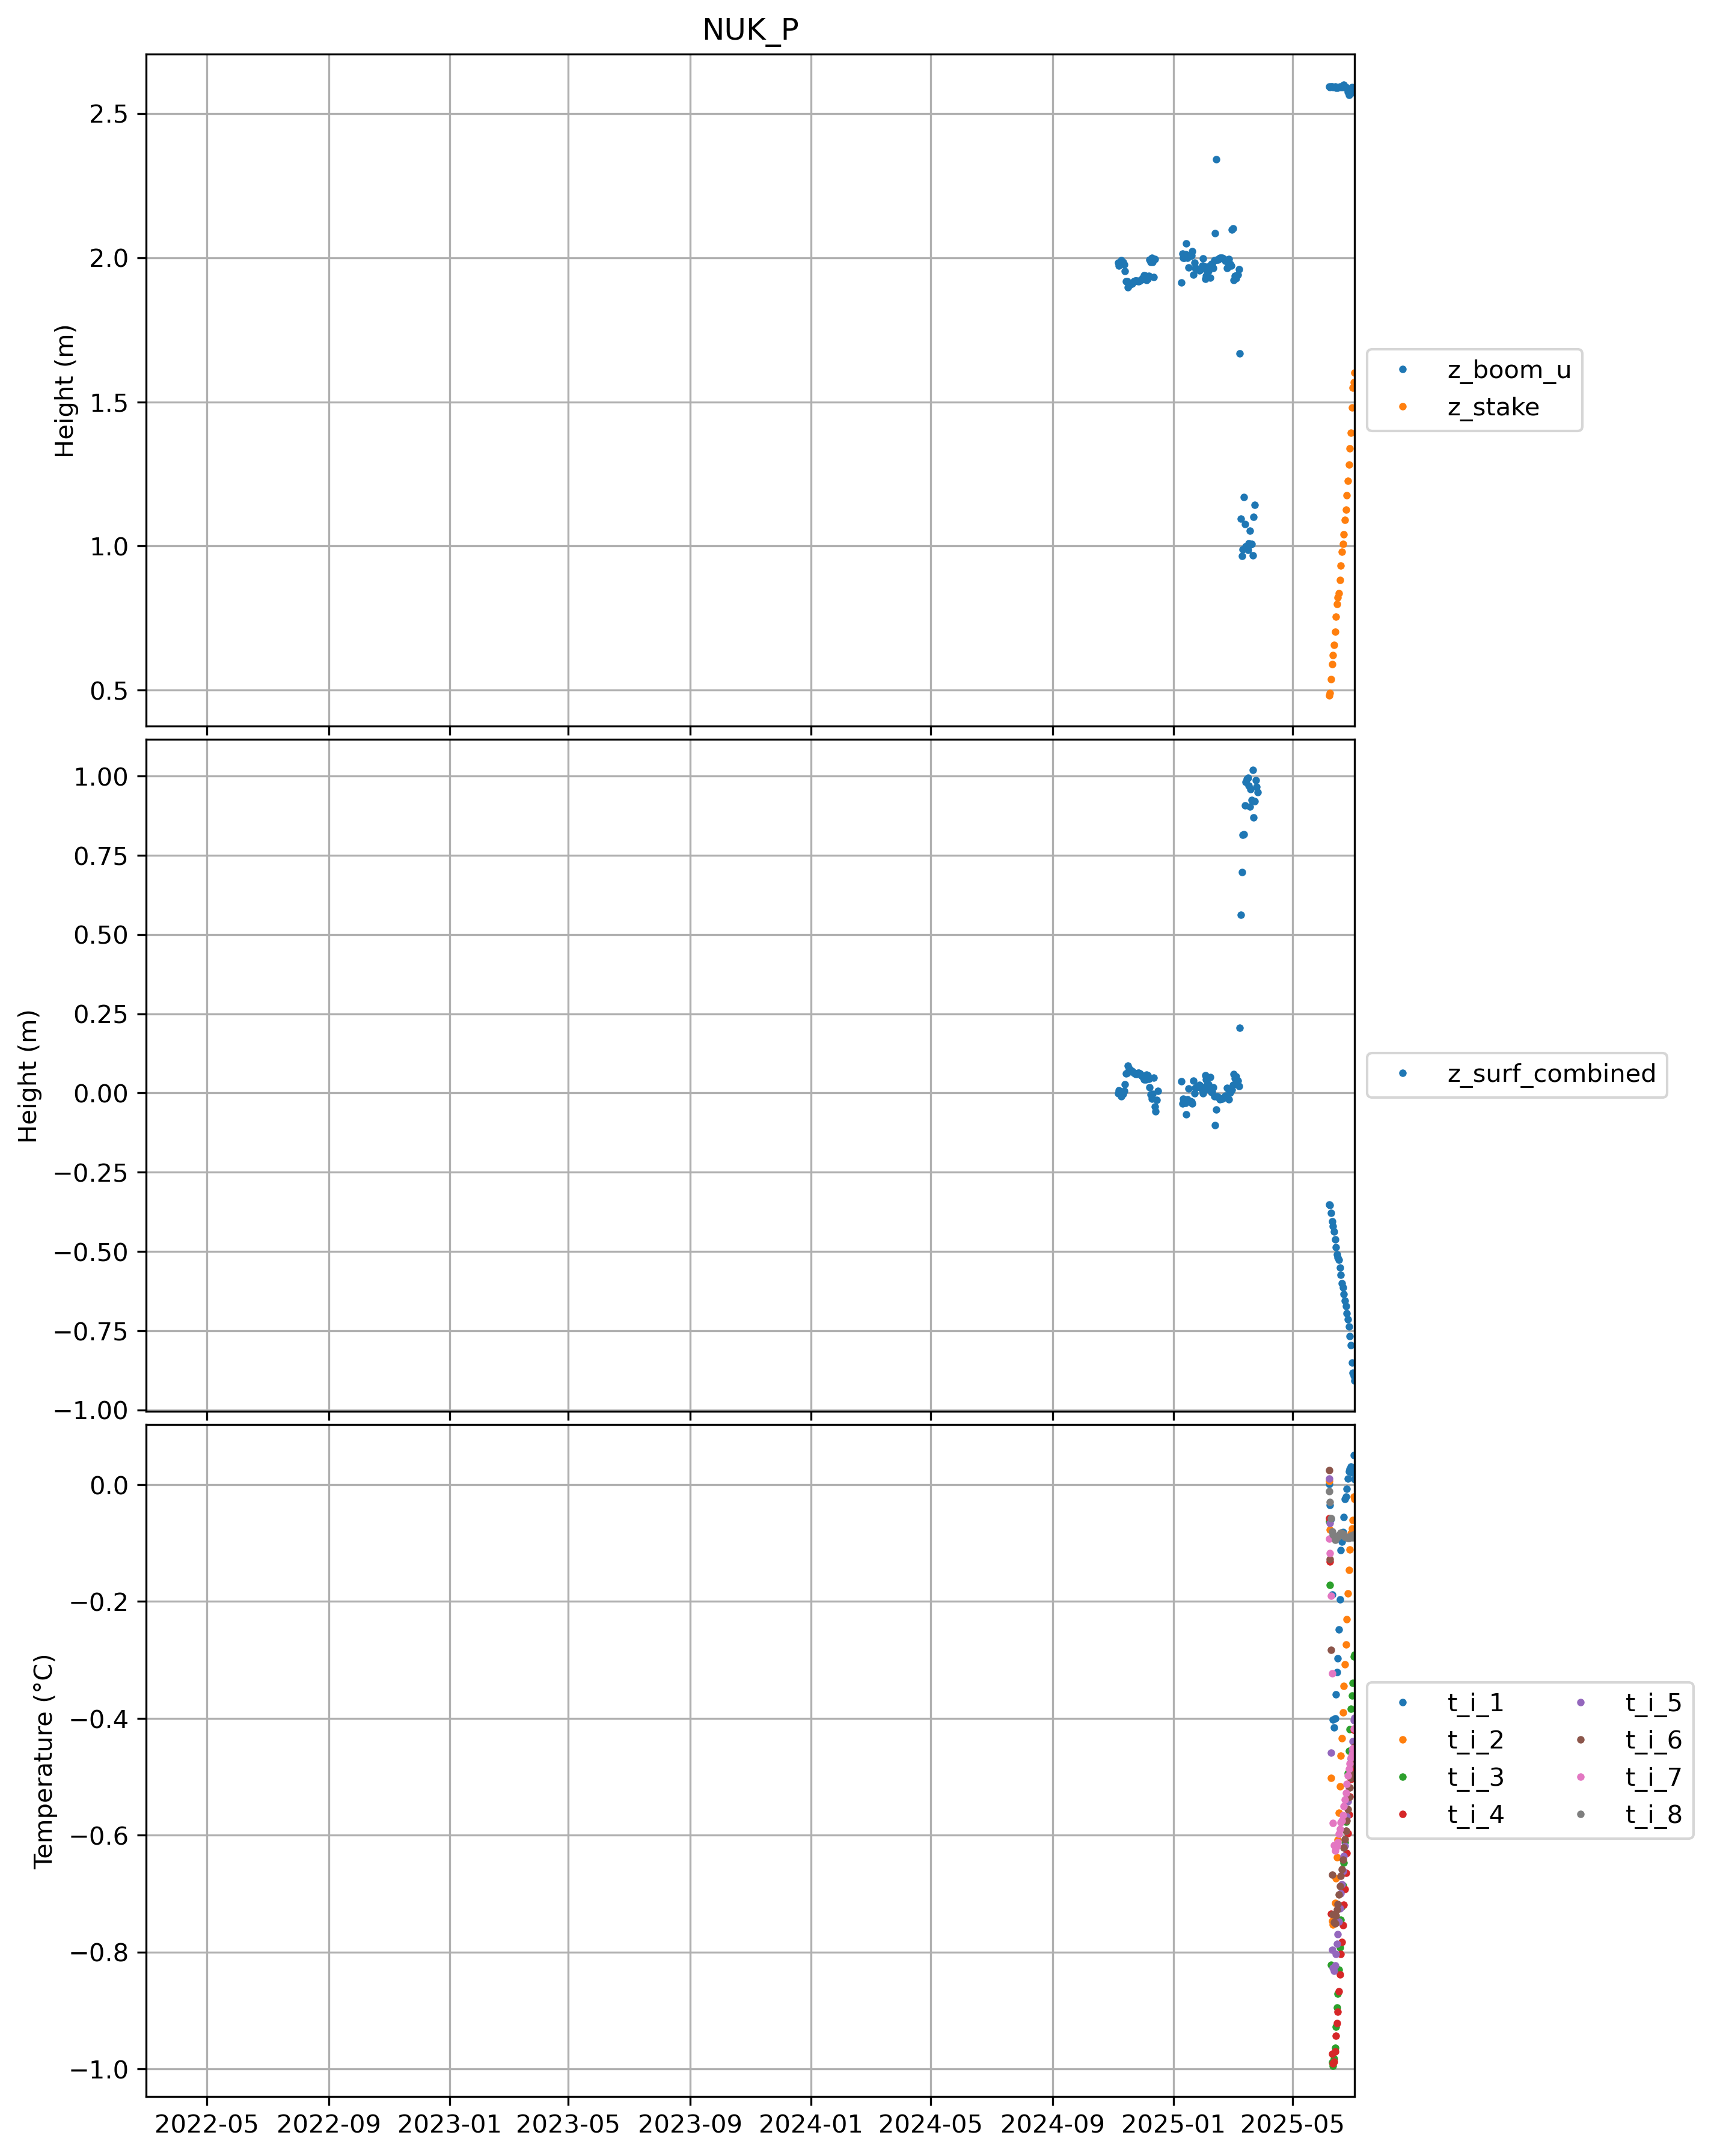 NUK_P
Height (m)
2.5
2.0
1.5
1.0
0.5
z_boom_u
z_stake
Height (m)
1.00
0.75
0.50
0.25
0.00
−0.25
−0.50
−0.75
−1.00
z_surf_combined
Temperature (°C)
0.0
−0.2
−0.4
−0.6
−0.8
−1.0
t_i_1 t_i_5
t_i_2 t_i_6
t_i_3 t_i_7
t_i_4 t_i_8
2022-05 2022-09 2023-01 2023-05 2023-09 2024-01 2024-05 2024-09 2025-01 2025-05